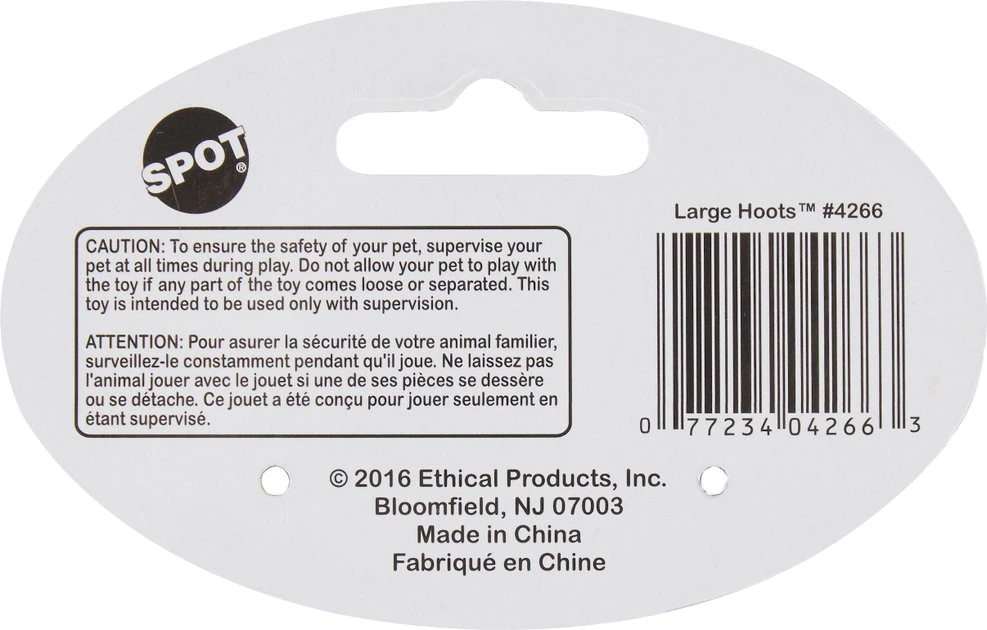 SPOT®
Large Hoots™ #4266
CAUTION: To ensure the safety of your pet, supervise your
pet at all times during play. Do not allow your pet to play with
the toy if any part of the toy comes loose or separated. This
toy is intended to be used only with supervision.
ATTENTION: Pour asurer la sécurité de votre animal familier,
surveillez-le constamment pendant qu'il joue. Ne laissez pas
l'animal jouer avec le jouet si une de ses pièces se dessère
ou se détache. Ce jouet a été conçu pour jouer seulement en
étant supervisé.
0 77234 04266 3
© 2016 Ethical Products, Inc.
Bloomfield, NJ 07003
Made in China
Fabriqué en Chine